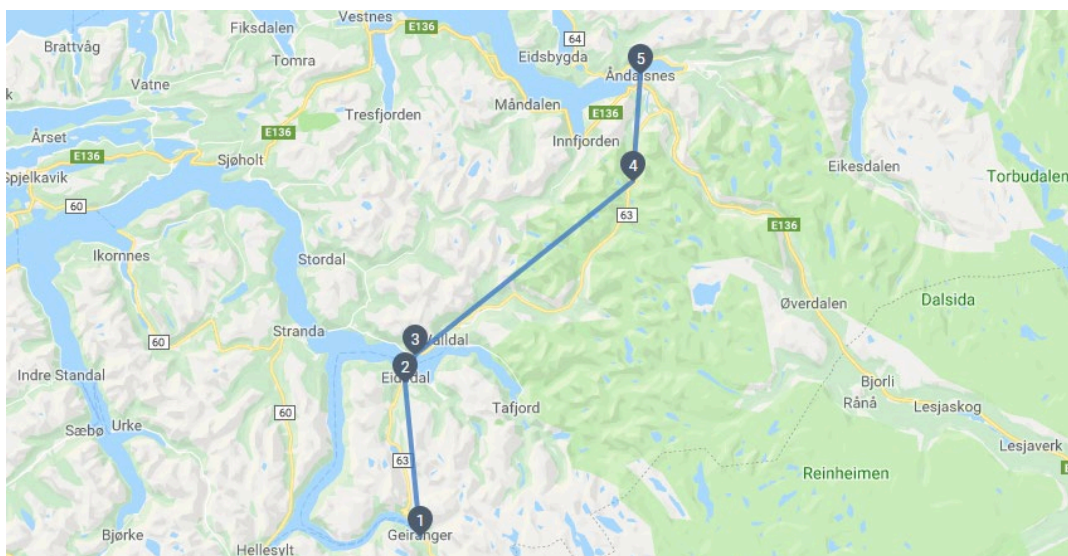 Vestnes
Fiksdalen
E136
64
5
Brattvåg
Tomra
Eidsbygda
Åndalsnes
Vatne
Måndalen
Tresfjorden
E136
Årset
E136
Innfjorden
E136
Sjøholt
4
Eikesdalen
Spjelkavik
Torbudalen
60
63
E136
Ikornnes
Stordal
Øverdalen
Dalsida
Stranda
3
Valldal
60
2
Eidsdal
Indre Standal
Bjorli
Tafjord
Rånå
Lesjaskog
60
Sæbø
Urke
Lesjaverk
63
Reinheimen
1
Geiranger
Bjørke
Hellesylt